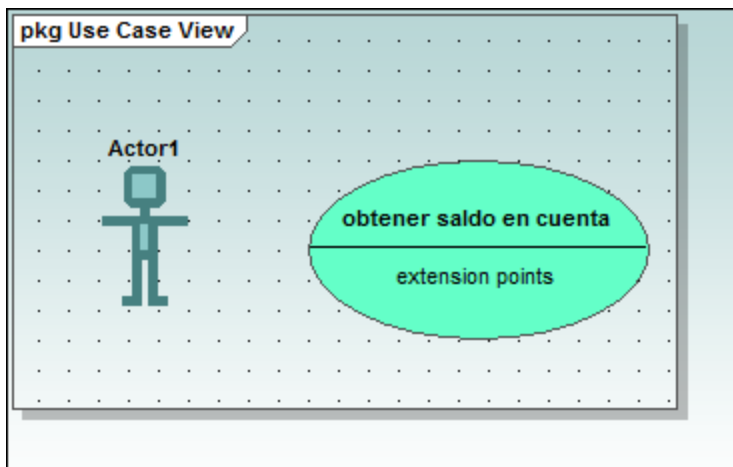 pkg Use Case View
Actor1
obtener saldo en cuenta
extension points